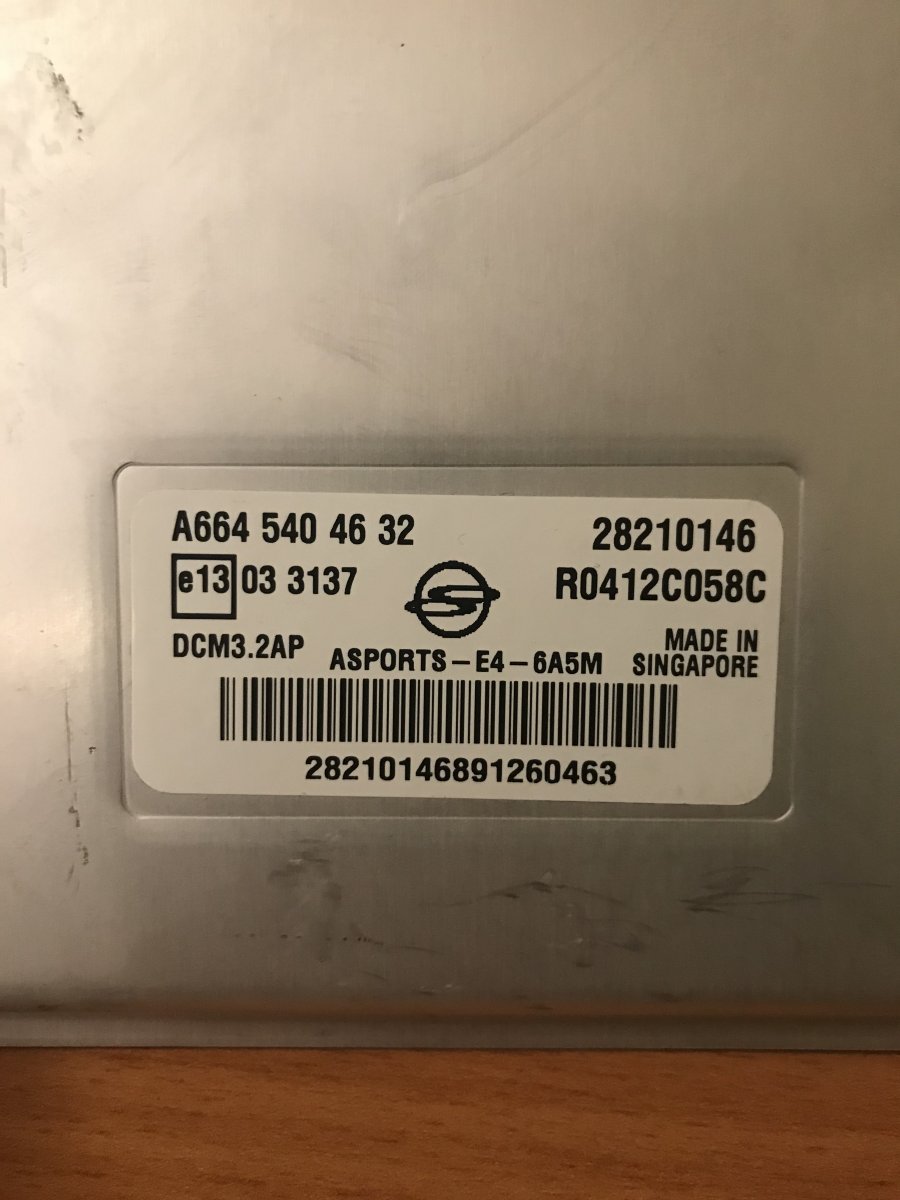 A664 540 46 32 28210146
e13 03 3137 R0412C058C
DCM3.2AP ASPORTS-E4-6A5M MADE IN
SINGAPORE
28210146891260463